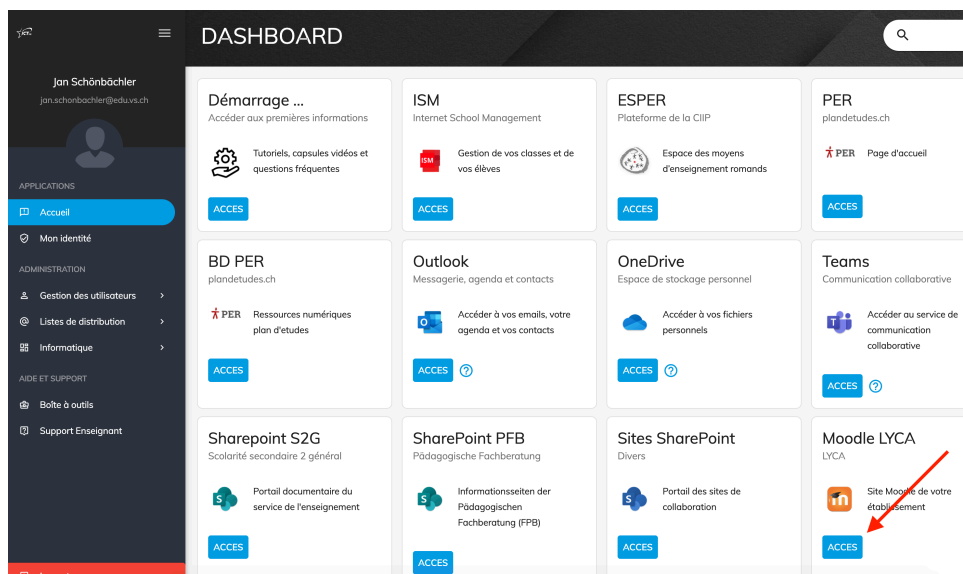 DASHBOARD
Jan Schönbächler
jan.schonbachler@edu.vs.ch
APPLICATIONS
Accueil
Mon identité
ADMINISTRATION
Gestion des utilisateurs
Listes de distribution
Informatique
AIDE ET SUPPORT
Boîte à outils
Support Enseignant
Démarrage ...
Accéder aux premières informations
Tutoriels, capsules vidéos et
questions fréquentes
ACCES
ISM
Internet School Management
ISM
Gestion de vos classes et de
vos élèves
ACCES
ESPER
Plateforme de la CIIP
Espace des moyens
d'enseignement romands
ACCES
PER
plandetudes.ch
PER
Page d'accueil
ACCES
BD PER
plandetudes.ch
PER
Ressources numériques
plan d'etudes
ACCES
Outlook
Messagerie, agenda et contacts
Accéder à vos emails, votre
agenda et vos contacts
ACCES
OneDrive
Espace de stockage personnel
Accéder à vos fichiers
personnels
ACCES
Teams
Communication collaborative
Accéder au service de
communication
collaborative
ACCES
Sharepoint S2G
Scolarité secondaire 2 général
Portail documentaire du
service de l'enseignement
ACCES
SharePoint PFB
Pädagogische Fachberatung
Informationsseiten der
Pädagogischen
Fachberatung (FPB)
ACCES
Sites SharePoint
Divers
Portail des sites de
collaboration
ACCES
Moodle LYCA
LYCA
Site Moodle de votre
établissement
ACCES